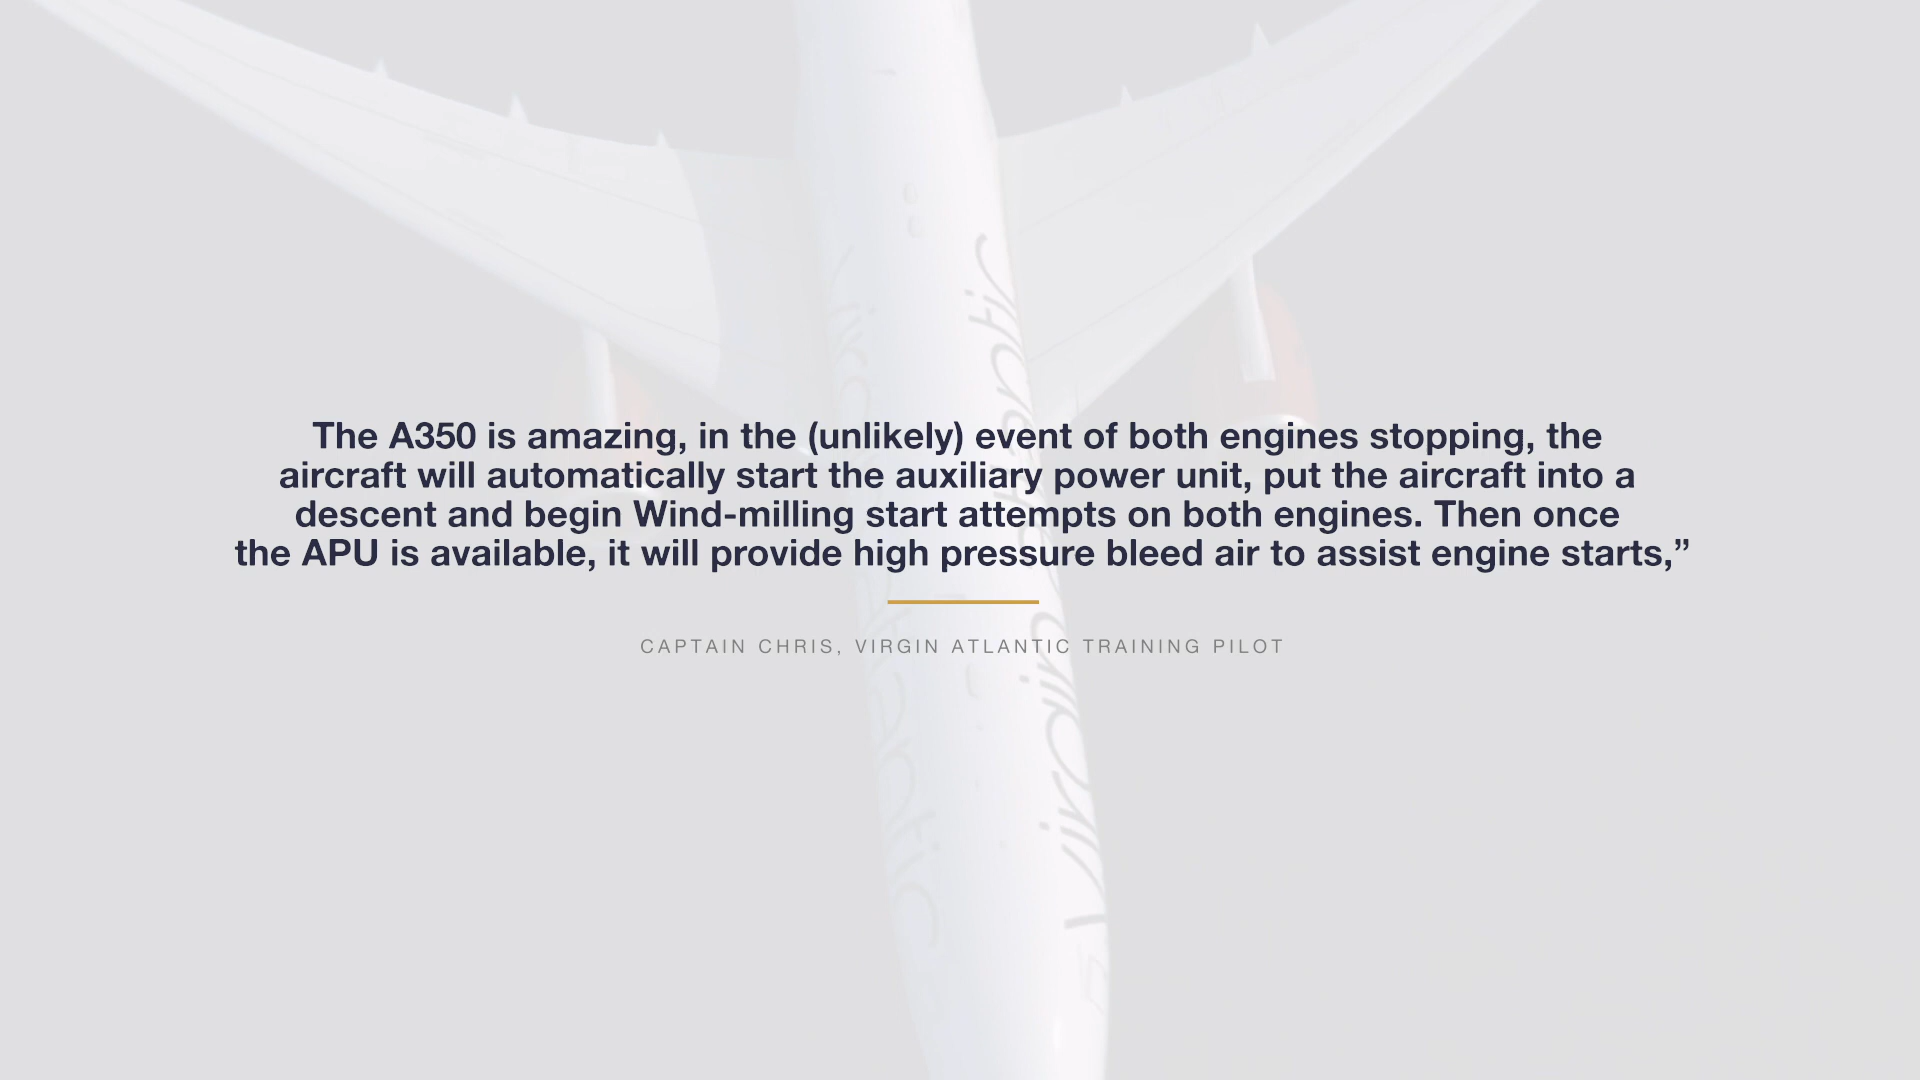 The A350 is amazing, in the (unlikely) event of both engines stopping, the
aircraft will automatically start the auxiliary power unit, put the aircraft into a
descent and begin Wind-milling start attempts on both engines. Then once
the APU is available, it will provide high pressure bleed air to assist engine starts,”
CAPTAIN CHRIS, VIRGIN ATLANTIC TRAINING PILOT
virgin atlantic